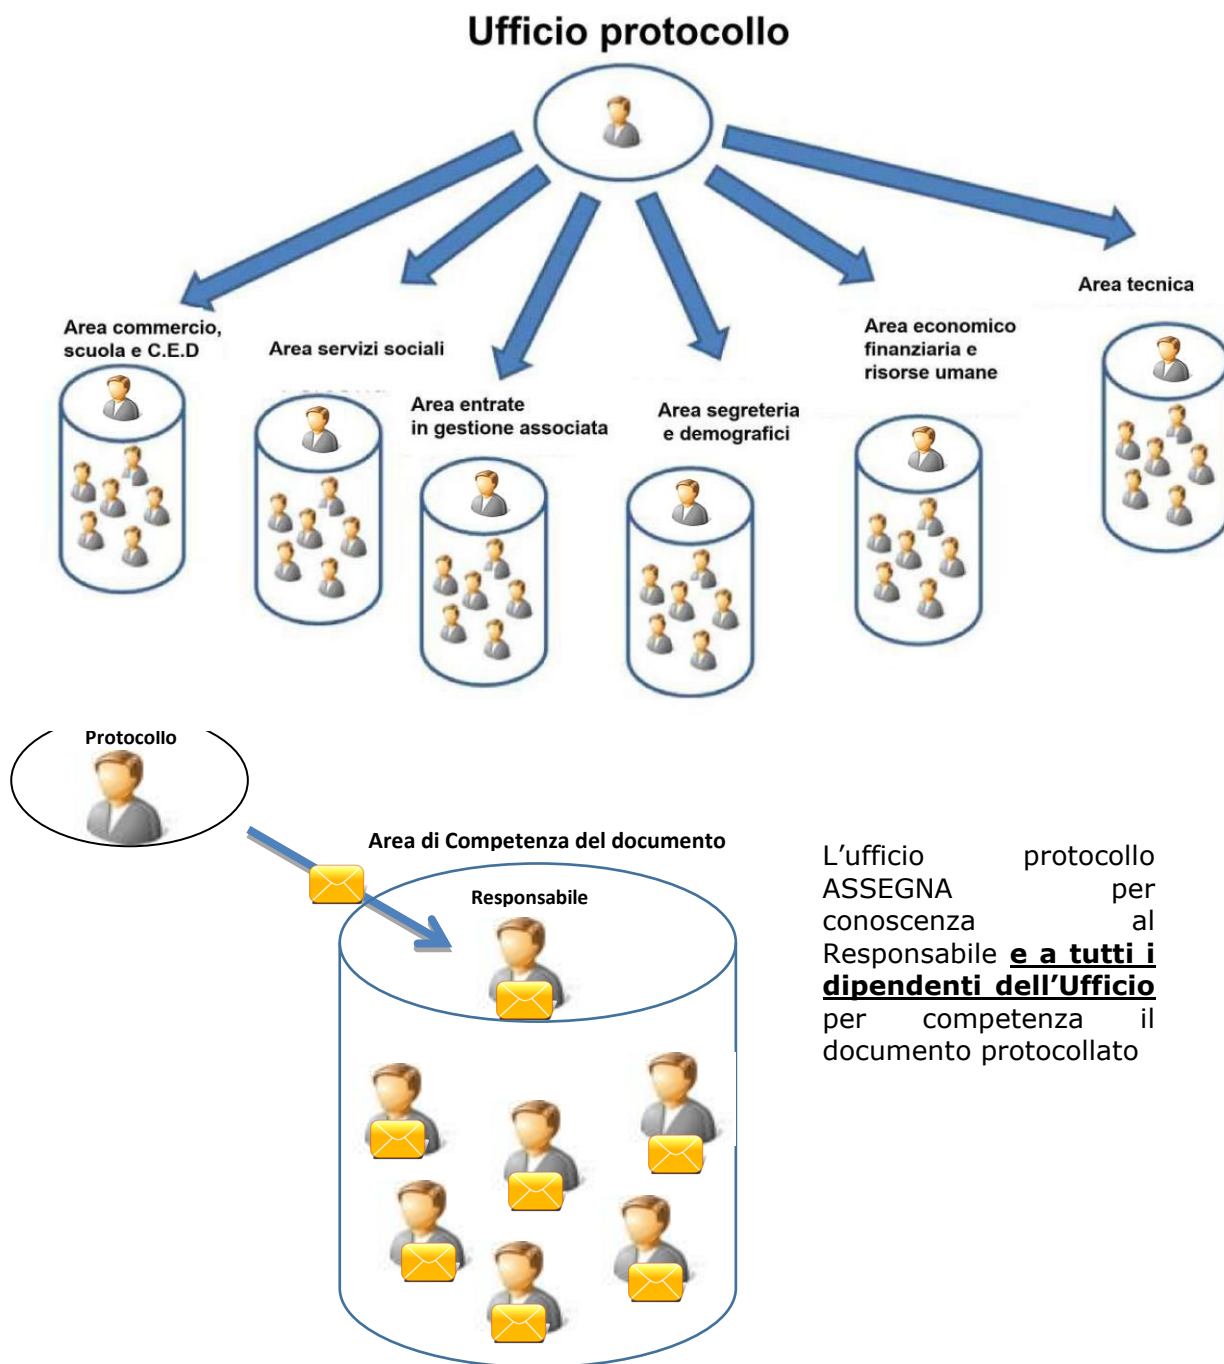 Ufficio protocollo
Area tecnica
Area commercio,
scuola e C.E.D
Area servizi sociali
Area economico
finanziaria e
risorse umane
Area entrate
in gestione associata
Area segreteria
e demografici
Protocollo
Area di Competenza del documento
Responsabile
L'ufficio protocollo
ASSEGNA per
conoscenza al
Responsabile e a tutti i
dipendenti dell'Ufficio
per competenza il
documento protocollato